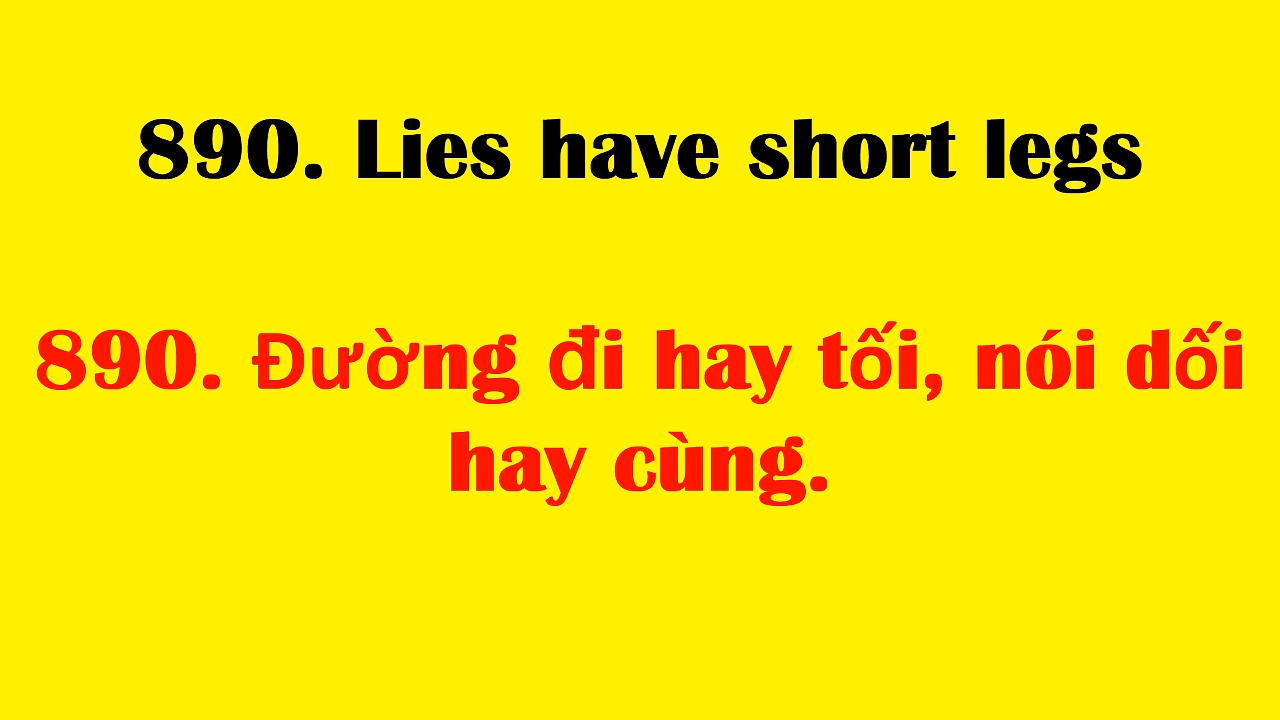 890. Lies have short legs
890. Đường đi hay tối, nói dối
hay cùng.